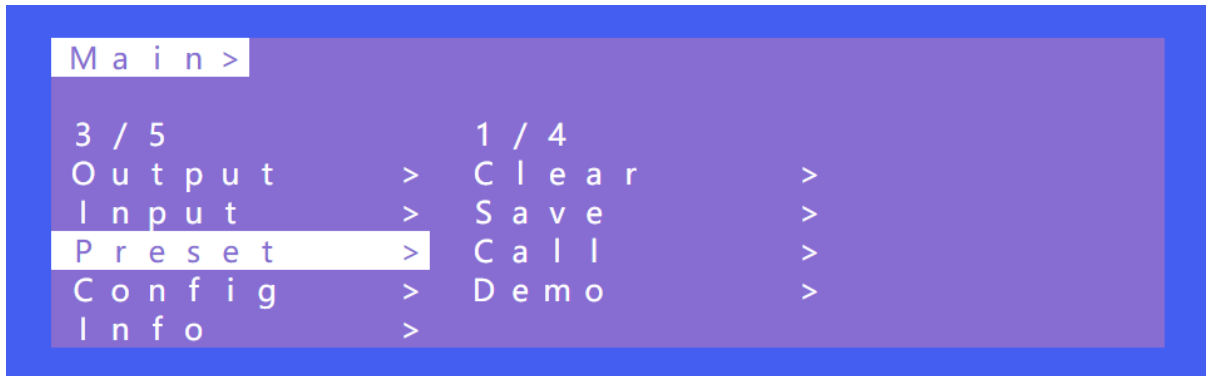 Main>
3/5 1/4
Output > Clear >
Input > Save >
Preset > Call >
Config > Demo >
Info >